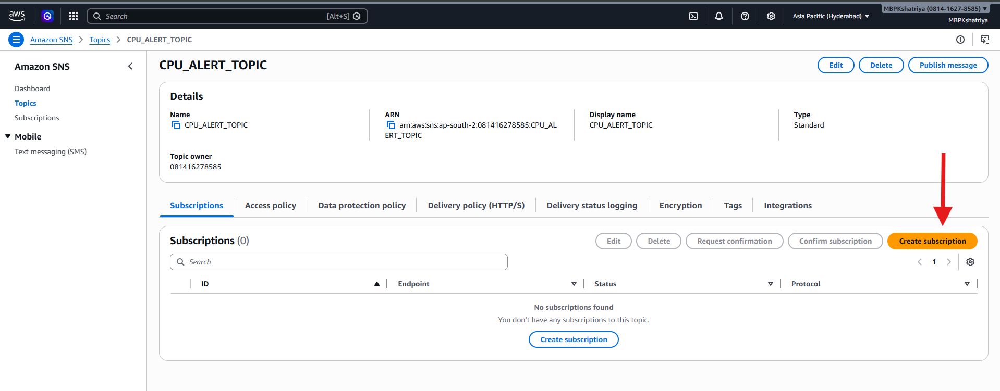 aws
Search
[Alt+S]
Asia Pacific (Hyderabad)
MBPKshatriya (0814-1627-8585)
MBPKshatriya
Amazon SNS
Topics
CPU_ALERT_TOPIC
Amazon SNS
Dashboard
Topics
Subscriptions
Mobile
Text messaging (SMS)
CPU_ALERT_TOPIC
Edit
Delete
Publish message
Details
Name
CPU_ALERT_TOPIC
ARN
arn:aws:sns:ap-south-2:081416278585:CPU_AL
ERT_TOPIC
Display name
CPU_ALERT_TOPIC
Type
Standard
Topic owner
081416278585
Subscriptions
Access policy
Data protection policy
Delivery policy (HTTP/S)
Delivery status logging
Encryption
Tags
Integrations
Subscriptions (0)
Edit
Delete
Request confirmation
Confirm subscription
Create subscription
Search
1
ID
Endpoint
Status
Protocol
No subscriptions found
You don't have any subscriptions to this topic.
Create subscription